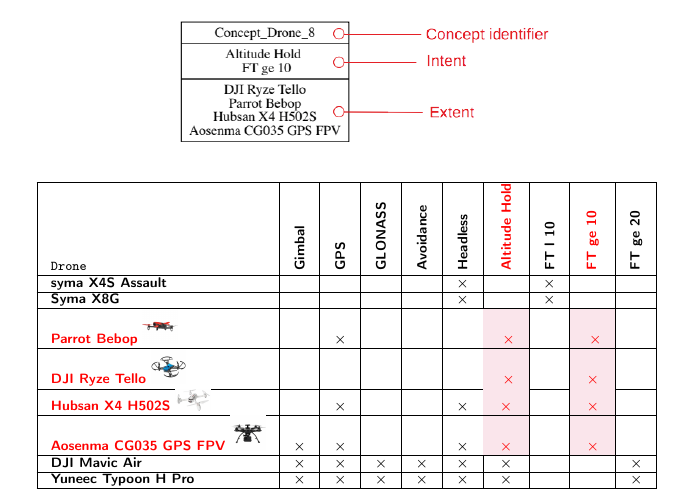 Concept_Drone_8
Concept identifier
Altitude Hold
FT ge 10
Intent
DJI Ryze Tello
Parrot Bebop
Hubsan X4 H502S
Aosenma CG035 GPS FPV
Extent
Drone Gimbal GPS GLONASS Avoidance Headless Altitude Hold FT l 10 FT ge 10 FT ge 20
syma X4S Assault × ×
Syma X8G × ×
Parrot Bebop × × ×
DJI Ryze Tello × ×
Hubsan X4 H502S × × × ×
Aosenma CG035 GPS FPV × × × × ×
DJI Mavic Air × × × × × × ×
Yuneec Typoon H Pro × × × × × × ×